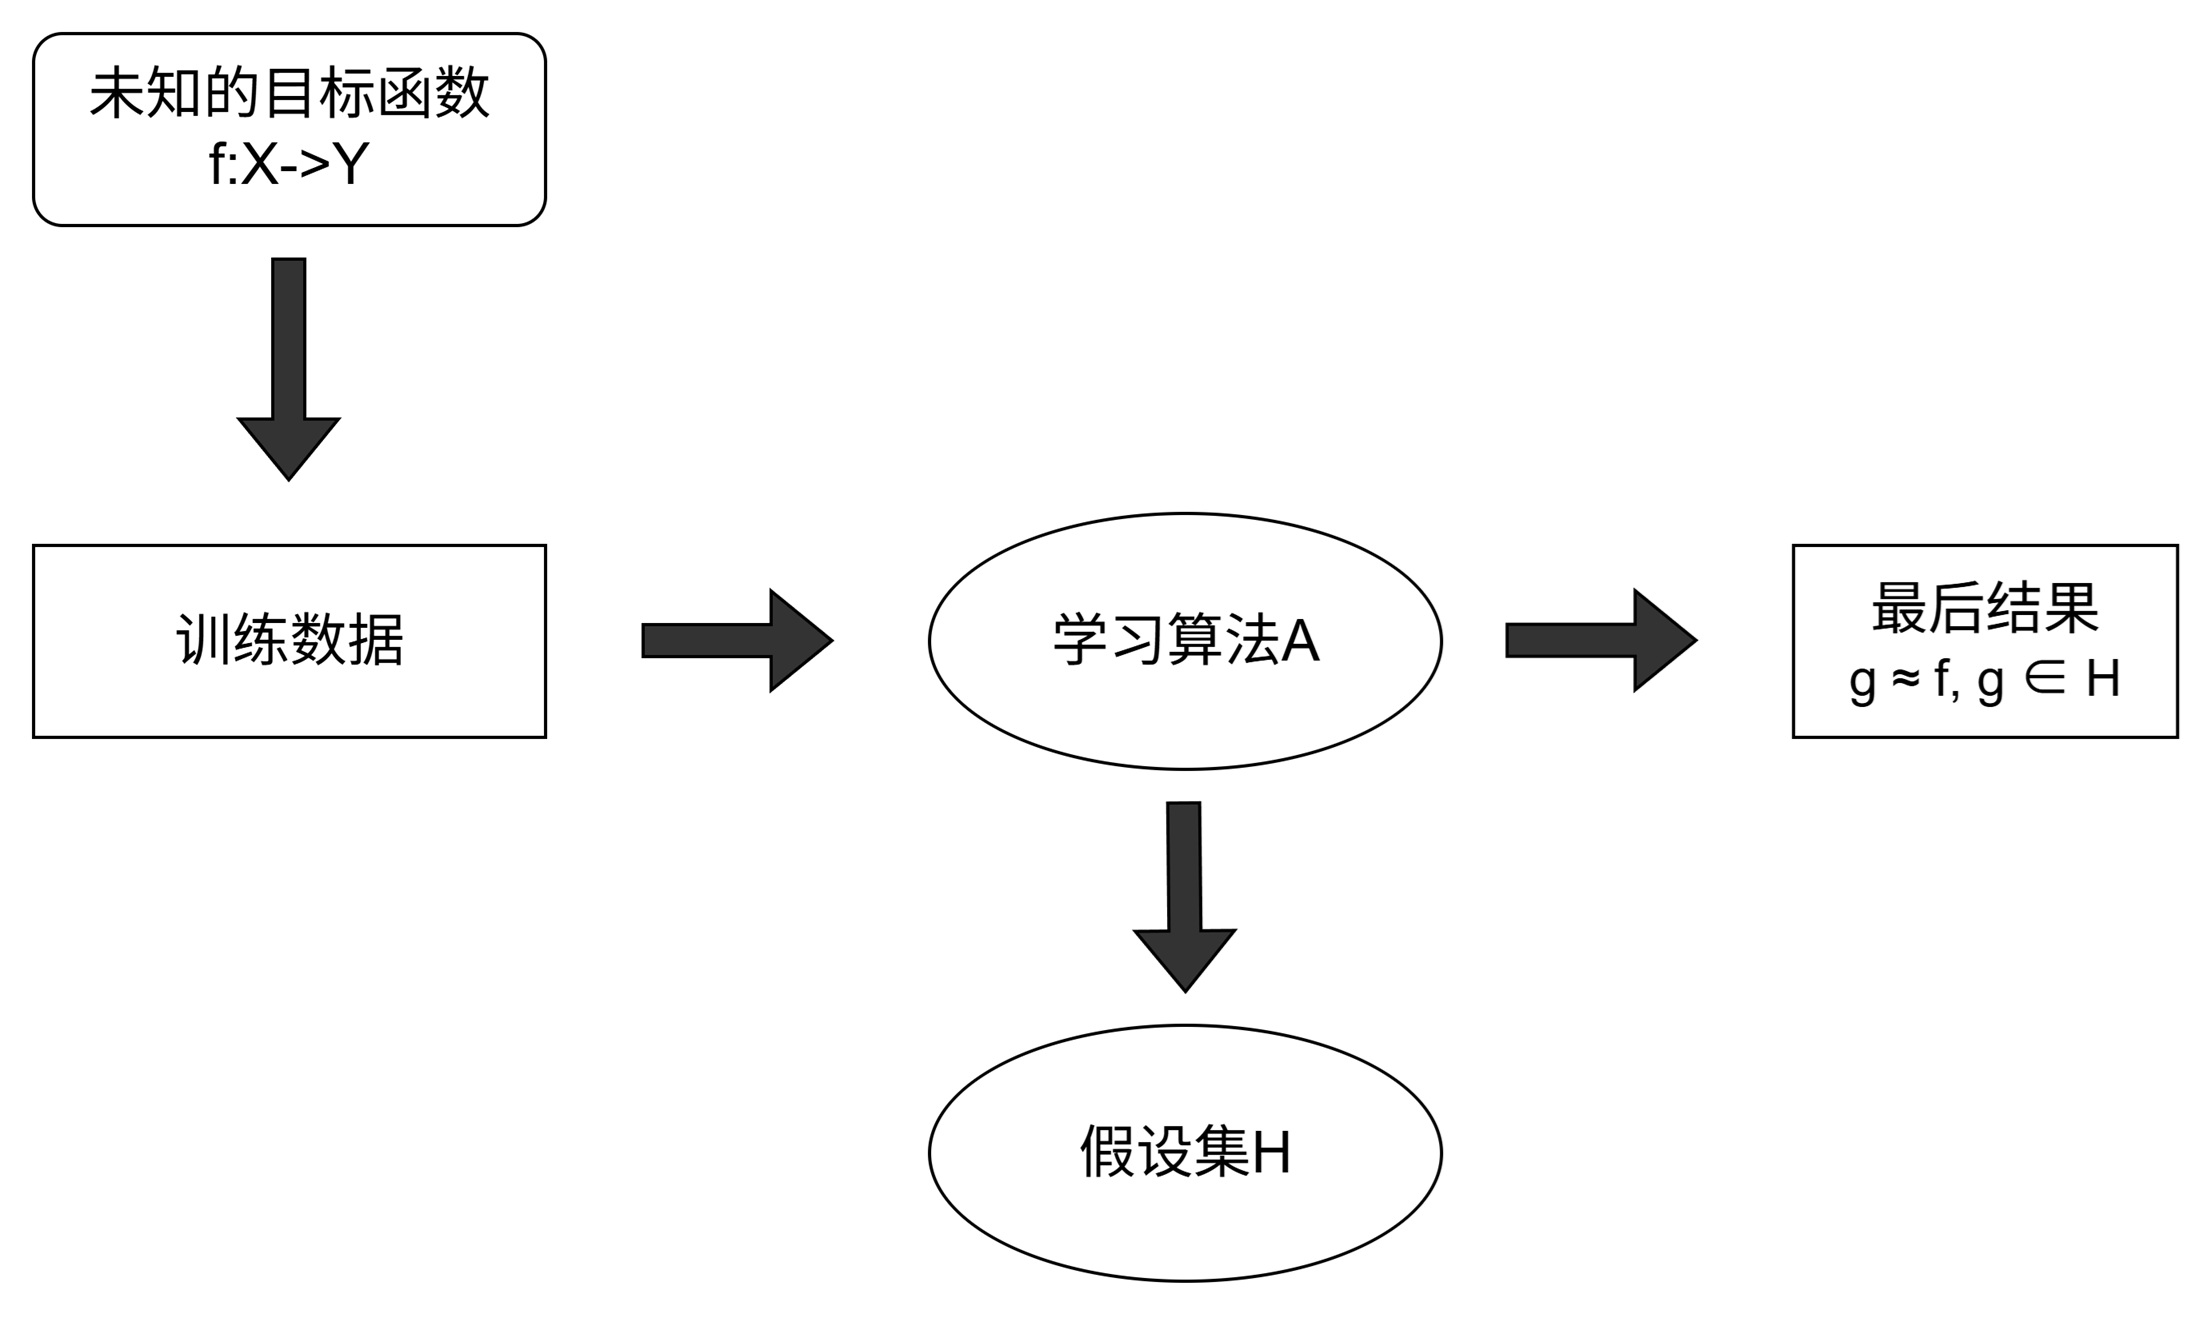 未知的目标函数
f:X->Y
训练数据
学习算法A
最后结果
g ≈ f, g ∈ H
假设集H